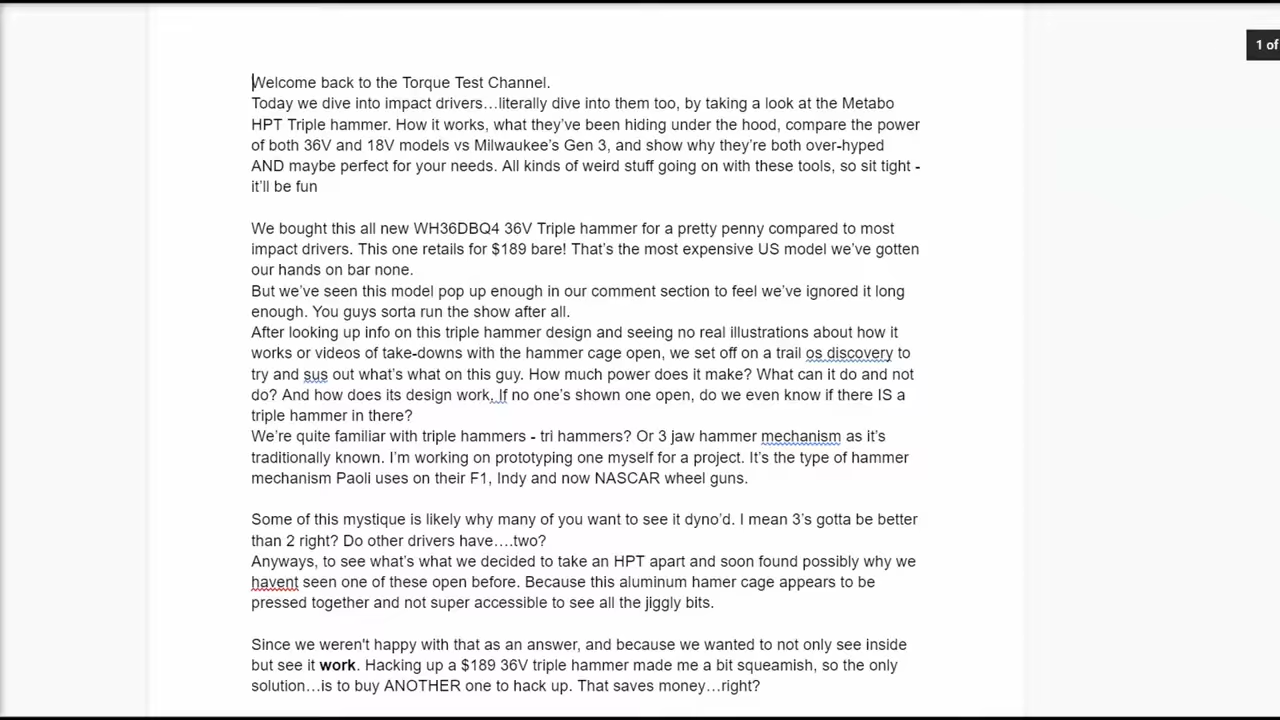 1 of
Welcome back to the Torque Test Channel.
Today we dive into impact drivers…literally dive into them too, by taking a look at the Metabo
HPT Triple hammer. How it works, what they’ve been hiding under the hood, compare the power
of both 36V and 18V models vs Milwaukee’s Gen 3, and show why they’re both over-hyped
AND maybe perfect for your needs. All kinds of weird stuff going on with these tools, so sit tight -
it’ll be fun
We bought this all new WH36DBQ4 36V Triple hammer for a pretty penny compared to most
impact drivers. This one retails for $189 bare! That’s the most expensive US model we’ve gotten
our hands on bar none.
But we’ve seen this model pop up enough in our comment section to feel we’ve ignored it long
enough. You guys sorta run the show after all.
After looking up info on this triple hammer design and seeing no real illustrations about how it
works or videos of take-downs with the hammer cage open, we set off on a trail os discovery to
try and sus out what’s what on this guy. How much power does it make? What can it do and not
do? And how does its design work. If no one’s shown one open, do we even know if there IS a
triple hammer in there?
We’re quite familiar with triple hammers - tri hammers? Or 3 jaw hammer mechanism as it’s
traditionally known. I’m working on prototyping one myself for a project. It’s the type of hammer
mechanism Paoli uses on their F1, Indy and now NASCAR wheel guns.
Some of this mystique is likely why many of you want to see it dyno’d. I mean 3’s gotta be better
than 2 right? Do other drivers have….two?
Anyways, to see what’s what we decided to take an HPT apart and soon found possibly why we
havent seen one of these open before. Because this aluminum hamer cage appears to be
pressed together and not super accessible to see all the jiggly bits.
Since we weren't happy with that as an answer, and because we wanted to not only see inside
but see it work. Hacking up a $189 36V triple hammer made me a bit squeamish, so the only
solution…is to buy ANOTHER one to hack up. That saves money…right?